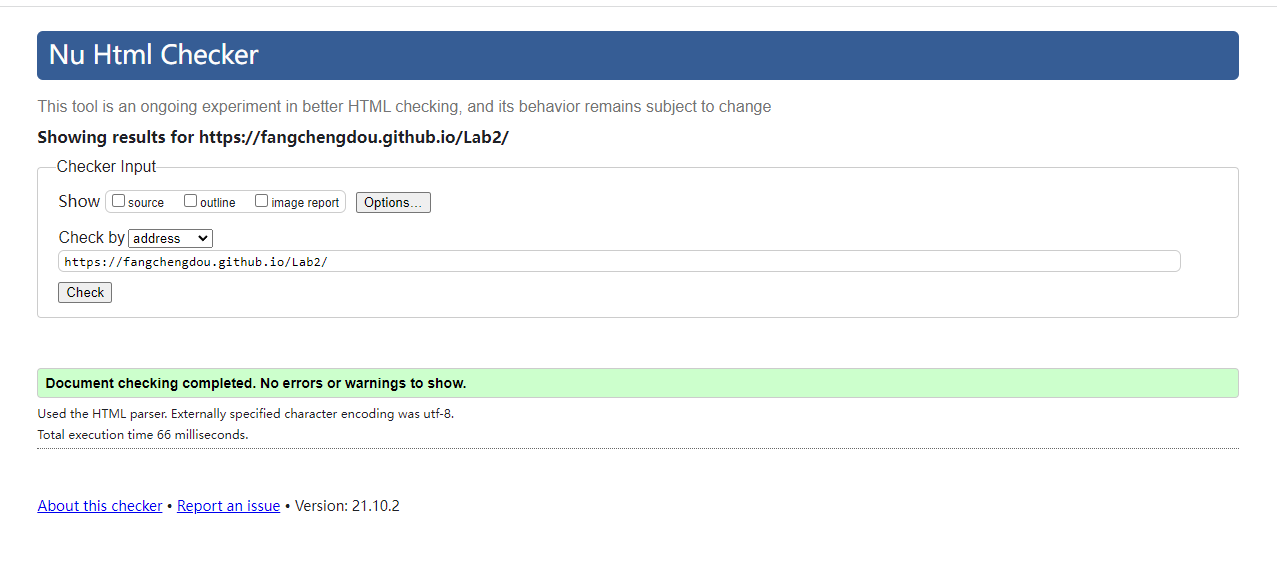 Nu Html Checker
This tool is an ongoing experiment in better HTML checking, and its behavior remains subject to change
Showing results for https://fangchengdou.github.io/Lab2/
Checker Input
Show source outline image report Options...
Check by address
https://fangchengdou.github.io/Lab2/
Check
Document checking completed. No errors or warnings to show.
Used the HTML parser. Externally specified character encoding was utf-8.
Total execution time 66 milliseconds.
About this checker • Report an issue • Version: 21.10.2